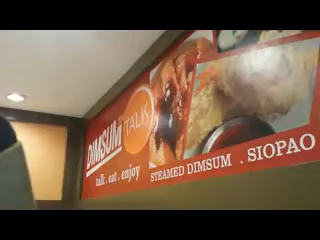 DIMSUM TALK
talk . eat . enjoy
STEAMED DIMSUM . SIOPAO